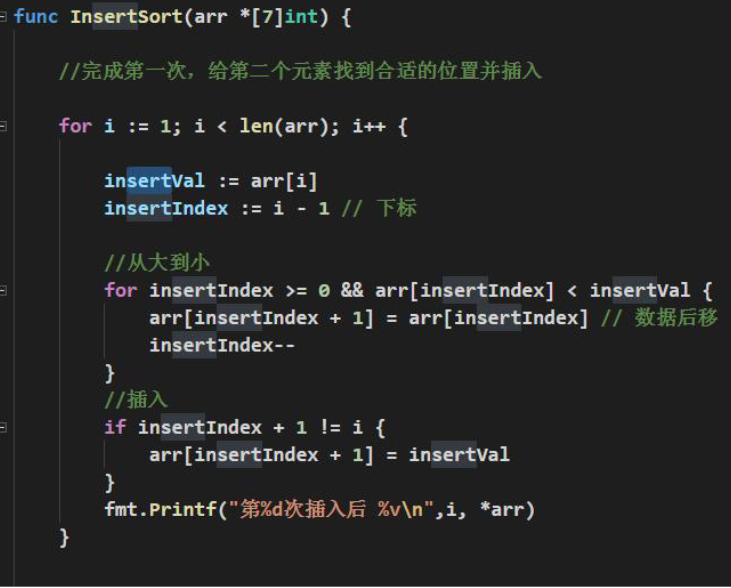 func InsertSort(arr *[7]int) {
//完成第一次，给第二个元素找到合适的位置并插入
for i := 1; i < len(arr); i++ {
insertVal := arr[i]
insertIndex := i - 1 // 下标
//从大到小
for insertIndex >= 0 && arr[insertIndex] < insertVal {
arr[insertIndex + 1] = arr[insertIndex] // 数据后移
insertIndex--
}
//插入
if insertIndex + 1 != i {
arr[insertIndex + 1] = insertVal
}
fmt.Printf("第%d次插入后 %v\n",i, *arr)
}